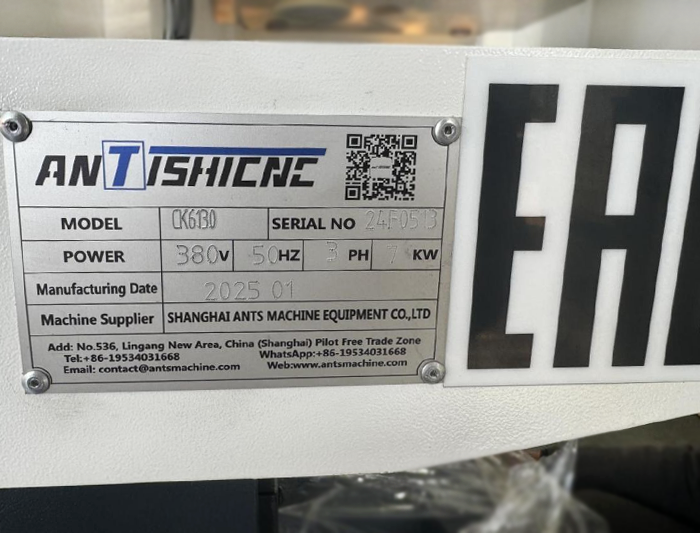 ANTISHICNC
MODEL CK6130 SERIAL NO 24F0513
POWER 380V 50HZ 3 PH 7 KW
Manufacturing Date 2025 01
Machine Supplier SHANGHAI ANTS MACHINE EQUIPMENT CO.,LTD
Add: No.536, Lingang New Area, China (Shanghai) Pilot Free Trade Zone
Tel:+86-19534031668 WhatsApp:+86-19534031668
Email: contact@antsmachine.com Web:www.antsmachine.com
EAC